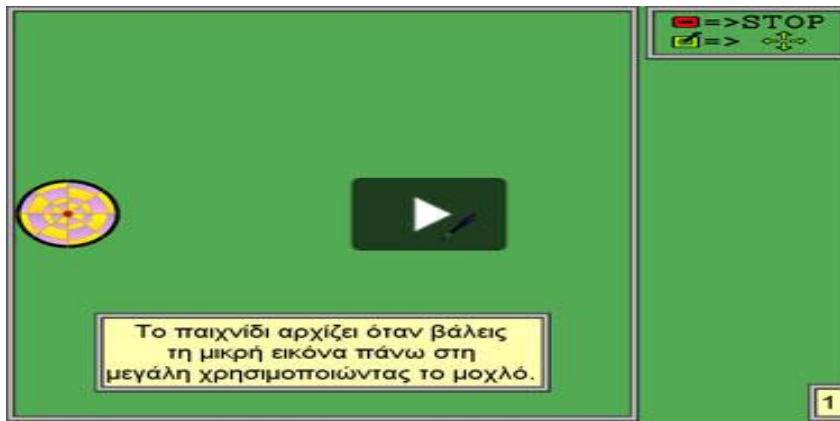 =>STOP
=>
Το παιχνίδι αρχίζει όταν βάλεις
τη μικρή εικόνα πάνω στη
μεγάλη χρησιμοποιώντας το μοχλό.
1